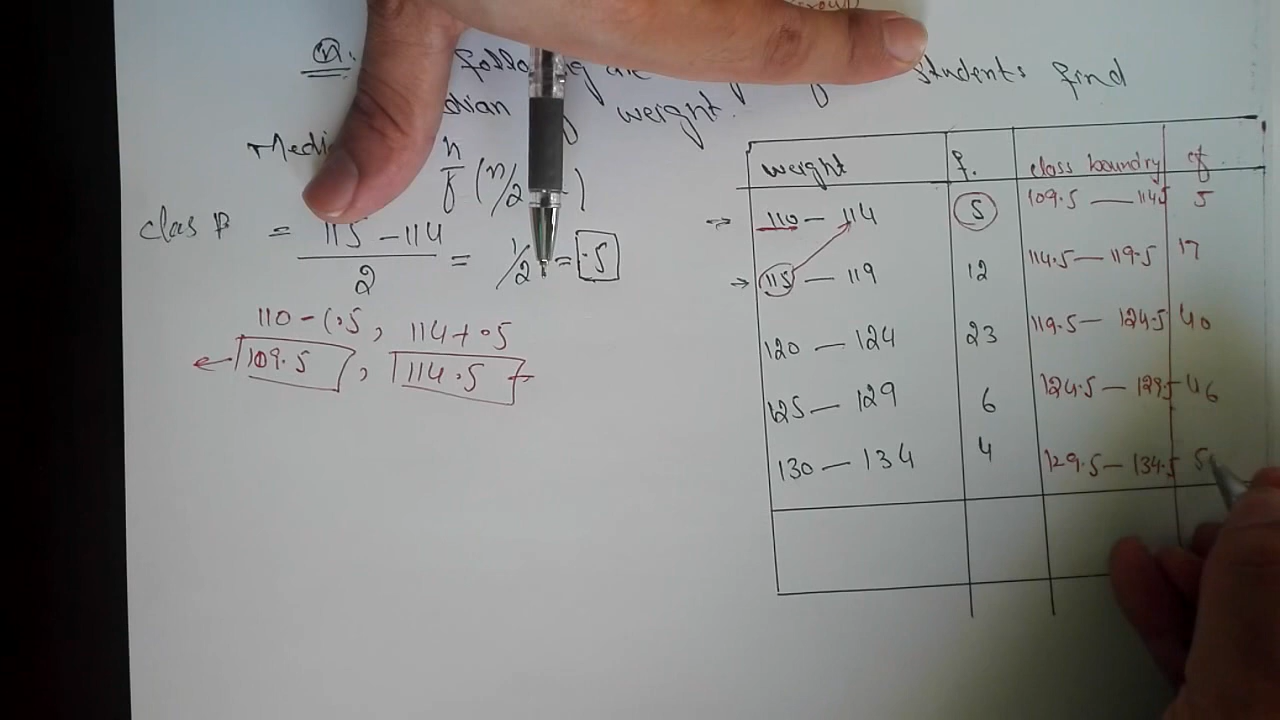 Q. following are students find
weight.
h/f (n/2
clas B = 115 - 114 / 2 = 1/2 = .5
110 - (.5 , 114 + .5
109.5 , 114.5
weight f. class boundry cf.
110 - 114 5 109.5 - 114.5 5
115 - 119 12 114.5 - 119.5 17
120 - 124 23 119.5 - 124.5 40
125 - 129 6 124.5 - 129.5 46
130 - 134 4 129.5 - 134.5